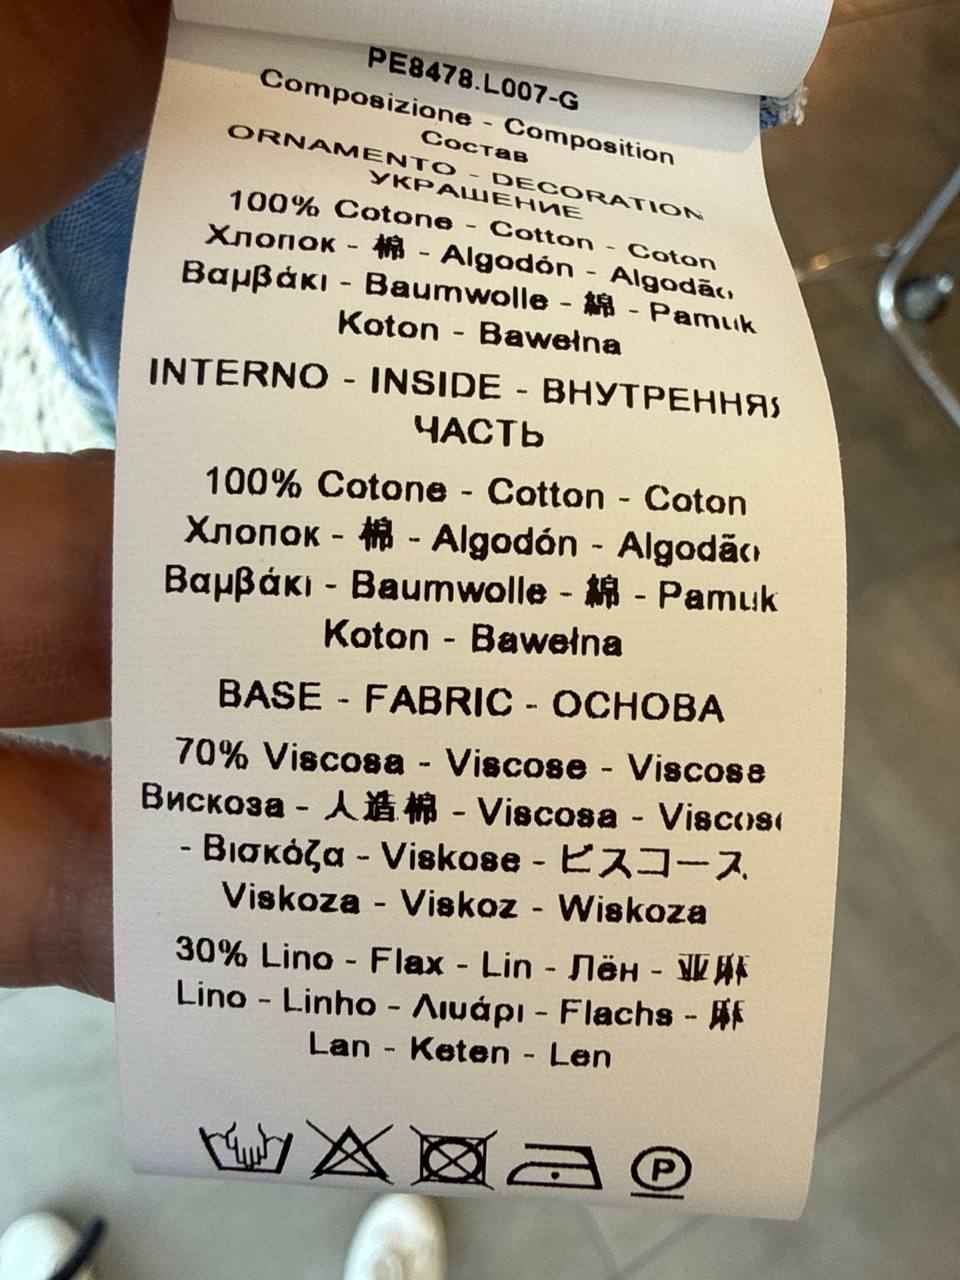 PE8478.L007-G
Composizione - Composition
Состав
ORNAMENTO - DECORATION
УКРАШЕНИЕ
100% Cotone - Cotton - Coton
Хлопок - 棉 - Algodón - Algodão
Βαμβάκι - Baumwolle - 綿 - Pamuk
Koton - Bawełna
INTERNO - INSIDE - ВНУТРЕННЯЯ
ЧАСТЬ
100% Cotone - Cotton - Coton
Хлопок - 棉 - Algodón - Algodão
Βαμβάκι - Baumwolle - 綿 - Pamuk
Koton - Bawełna
BASE - FABRIC - ОСНОВА
70% Viscosa - Viscose - Viscose
Вискоза - 人造棉 - Viscosa - Viscose
- Βισκόζα - Viskose - ビスコース
Viskoza - Viskoz - Wiskoza
30% Lino - Flax - Lin - Лён - 亚麻
Lino - Linho - Λιυάρι - Flachs - 麻
Lan - Keten - Len
P